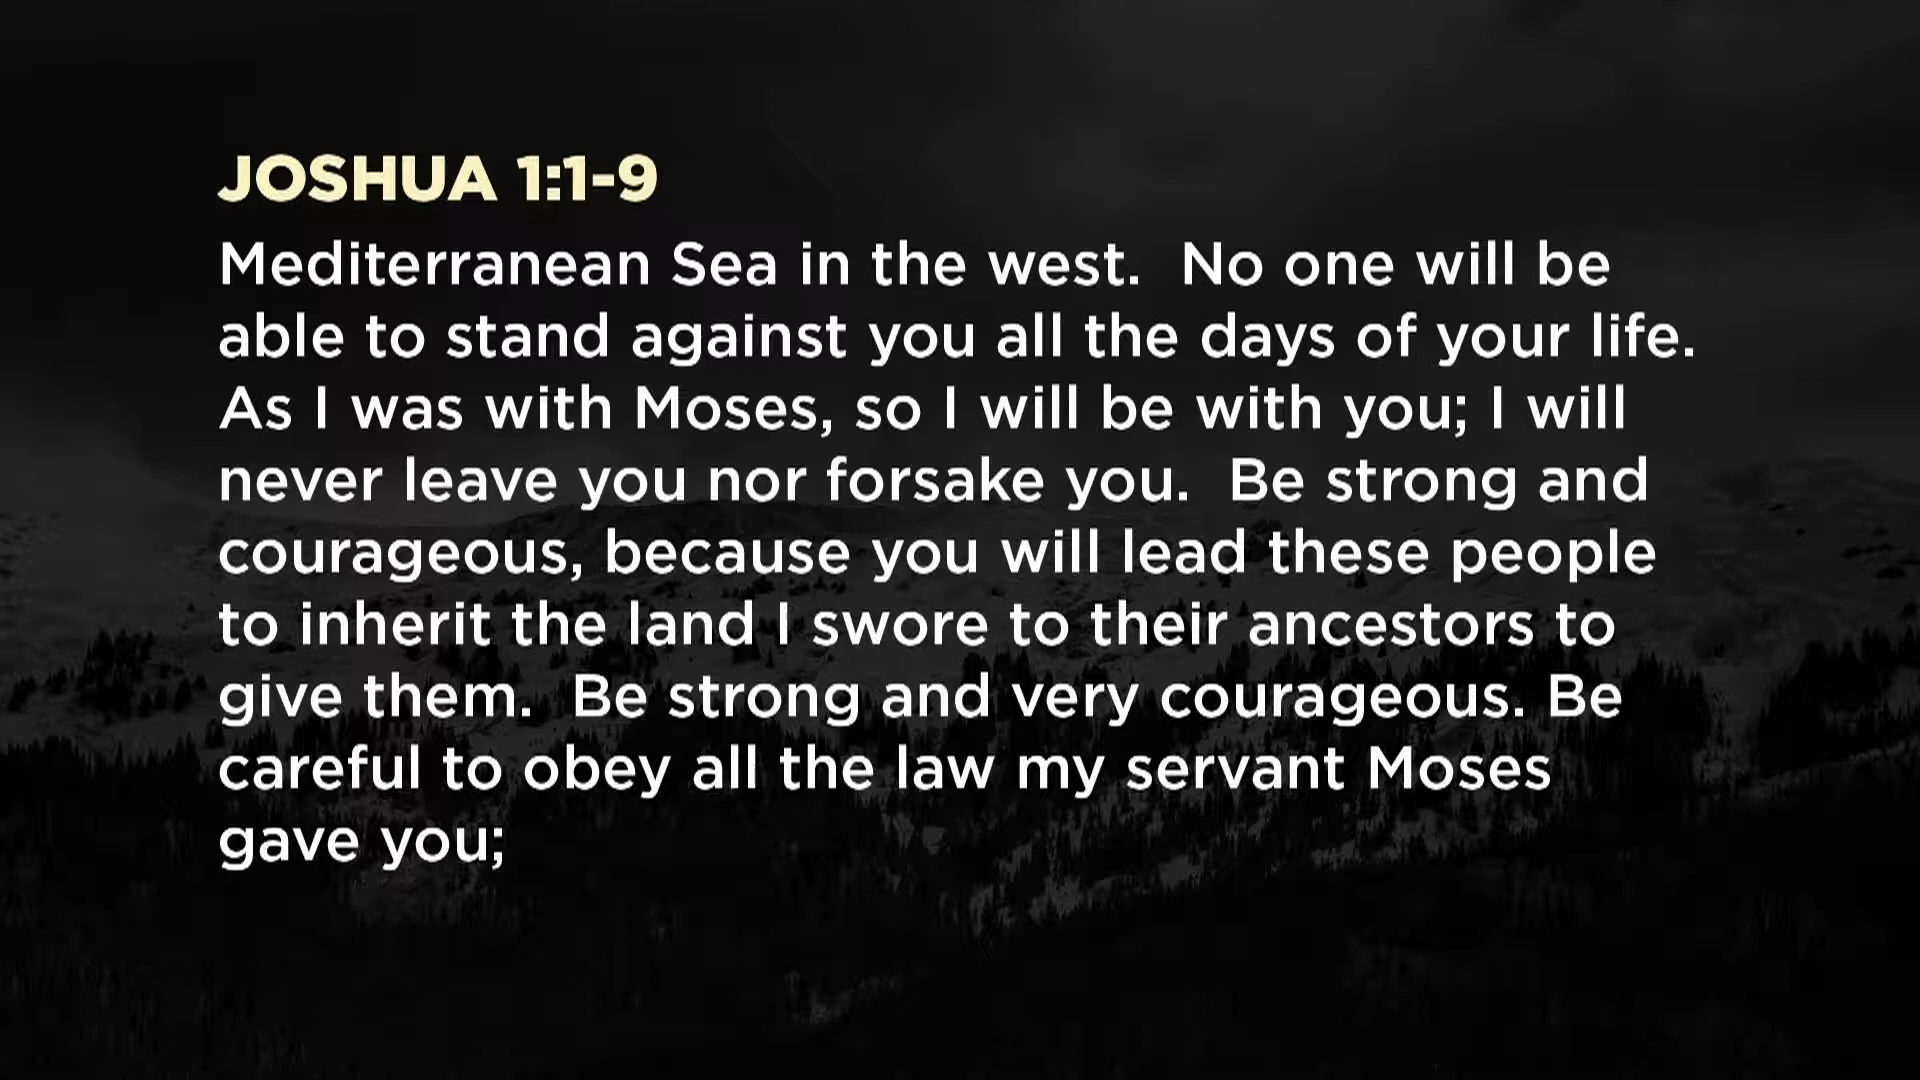 JOSHUA 1:1-9
Mediterranean Sea in the west.  No one will be
able to stand against you all the days of your life.
As I was with Moses, so I will be with you; I will
never leave you nor forsake you.  Be strong and
courageous, because you will lead these people
to inherit the land I swore to their ancestors to
give them.  Be strong and very courageous. Be
careful to obey all the law my servant Moses
gave you;